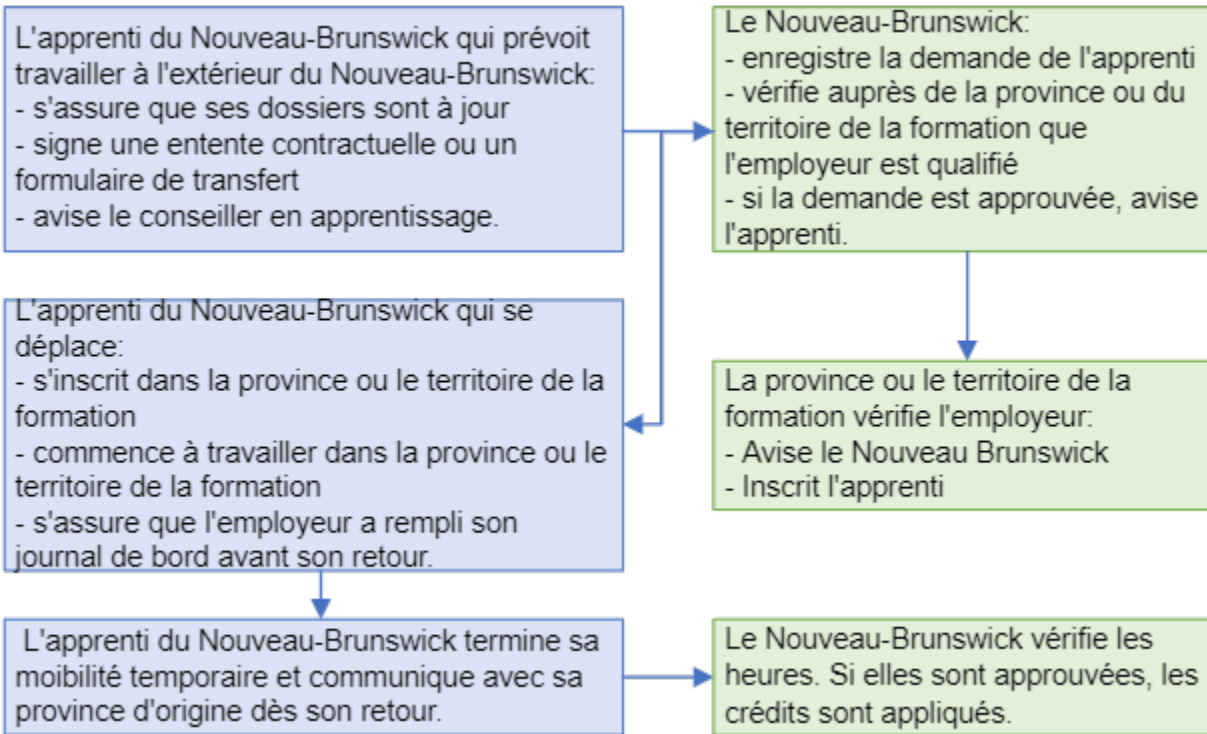 L'apprenti du Nouveau-Brunswick qui prévoit
travailler à l'extérieur du Nouveau-Brunswick:
- s'assure que ses dossiers sont à jour
- signe une entente contractuelle ou un
formulaire de transfert
- avise le conseiller en apprentissage.
Le Nouveau-Brunswick:
- enregistre la demande de l'apprenti
- vérifie auprès de la province ou du
territoire de la formation que
l'employeur est qualifié
- si la demande est approuvée, avise
l'apprenti.
L'apprenti du Nouveau-Brunswick qui se
déplace:
- s'inscrit dans la province ou le territoire de la
formation
- commence à travailler dans la province ou le
territoire de la formation
- s'assure que l'employeur a rempli son
journal de bord avant son retour.
La province ou le territoire de la
formation vérifie l'employeur:
- Avise le Nouveau Brunswick
- Inscrit l'apprenti
L'apprenti du Nouveau-Brunswick termine sa
moibilité temporaire et communique avec sa
province d'origine dès son retour.
Le Nouveau-Brunswick vérifie les
heures. Si elles sont approuvées, les
crédits sont appliqués.